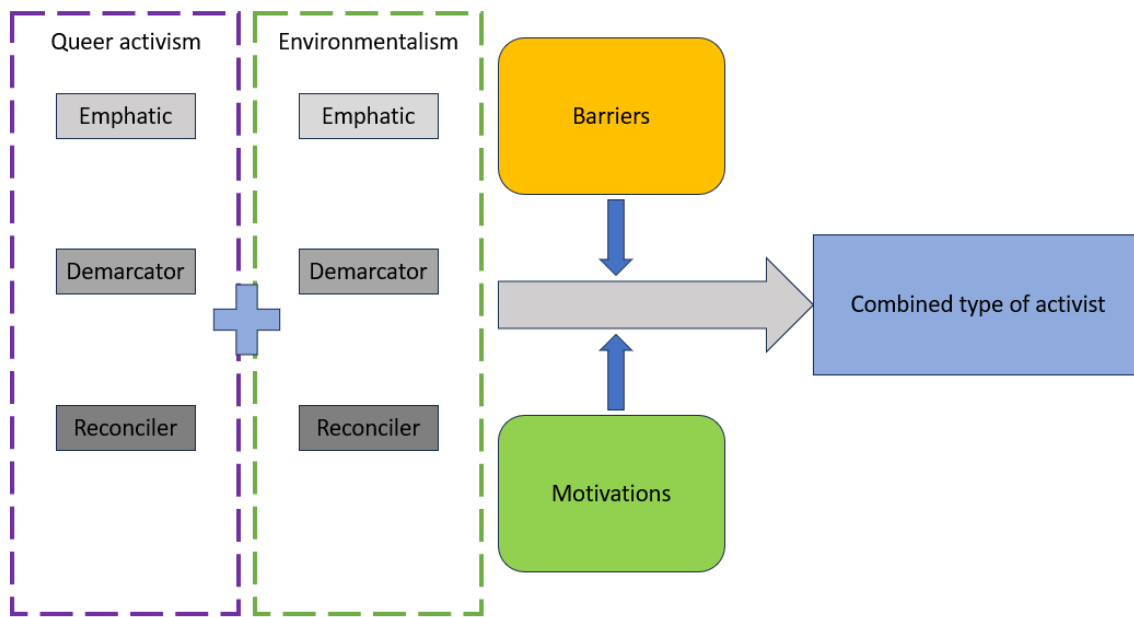 Queer activism
Environmentalism
Emphatic
Emphatic
Barriers
Demarcator
Demarcator
Combined type of activist
Reconciler
Reconciler
Motivations